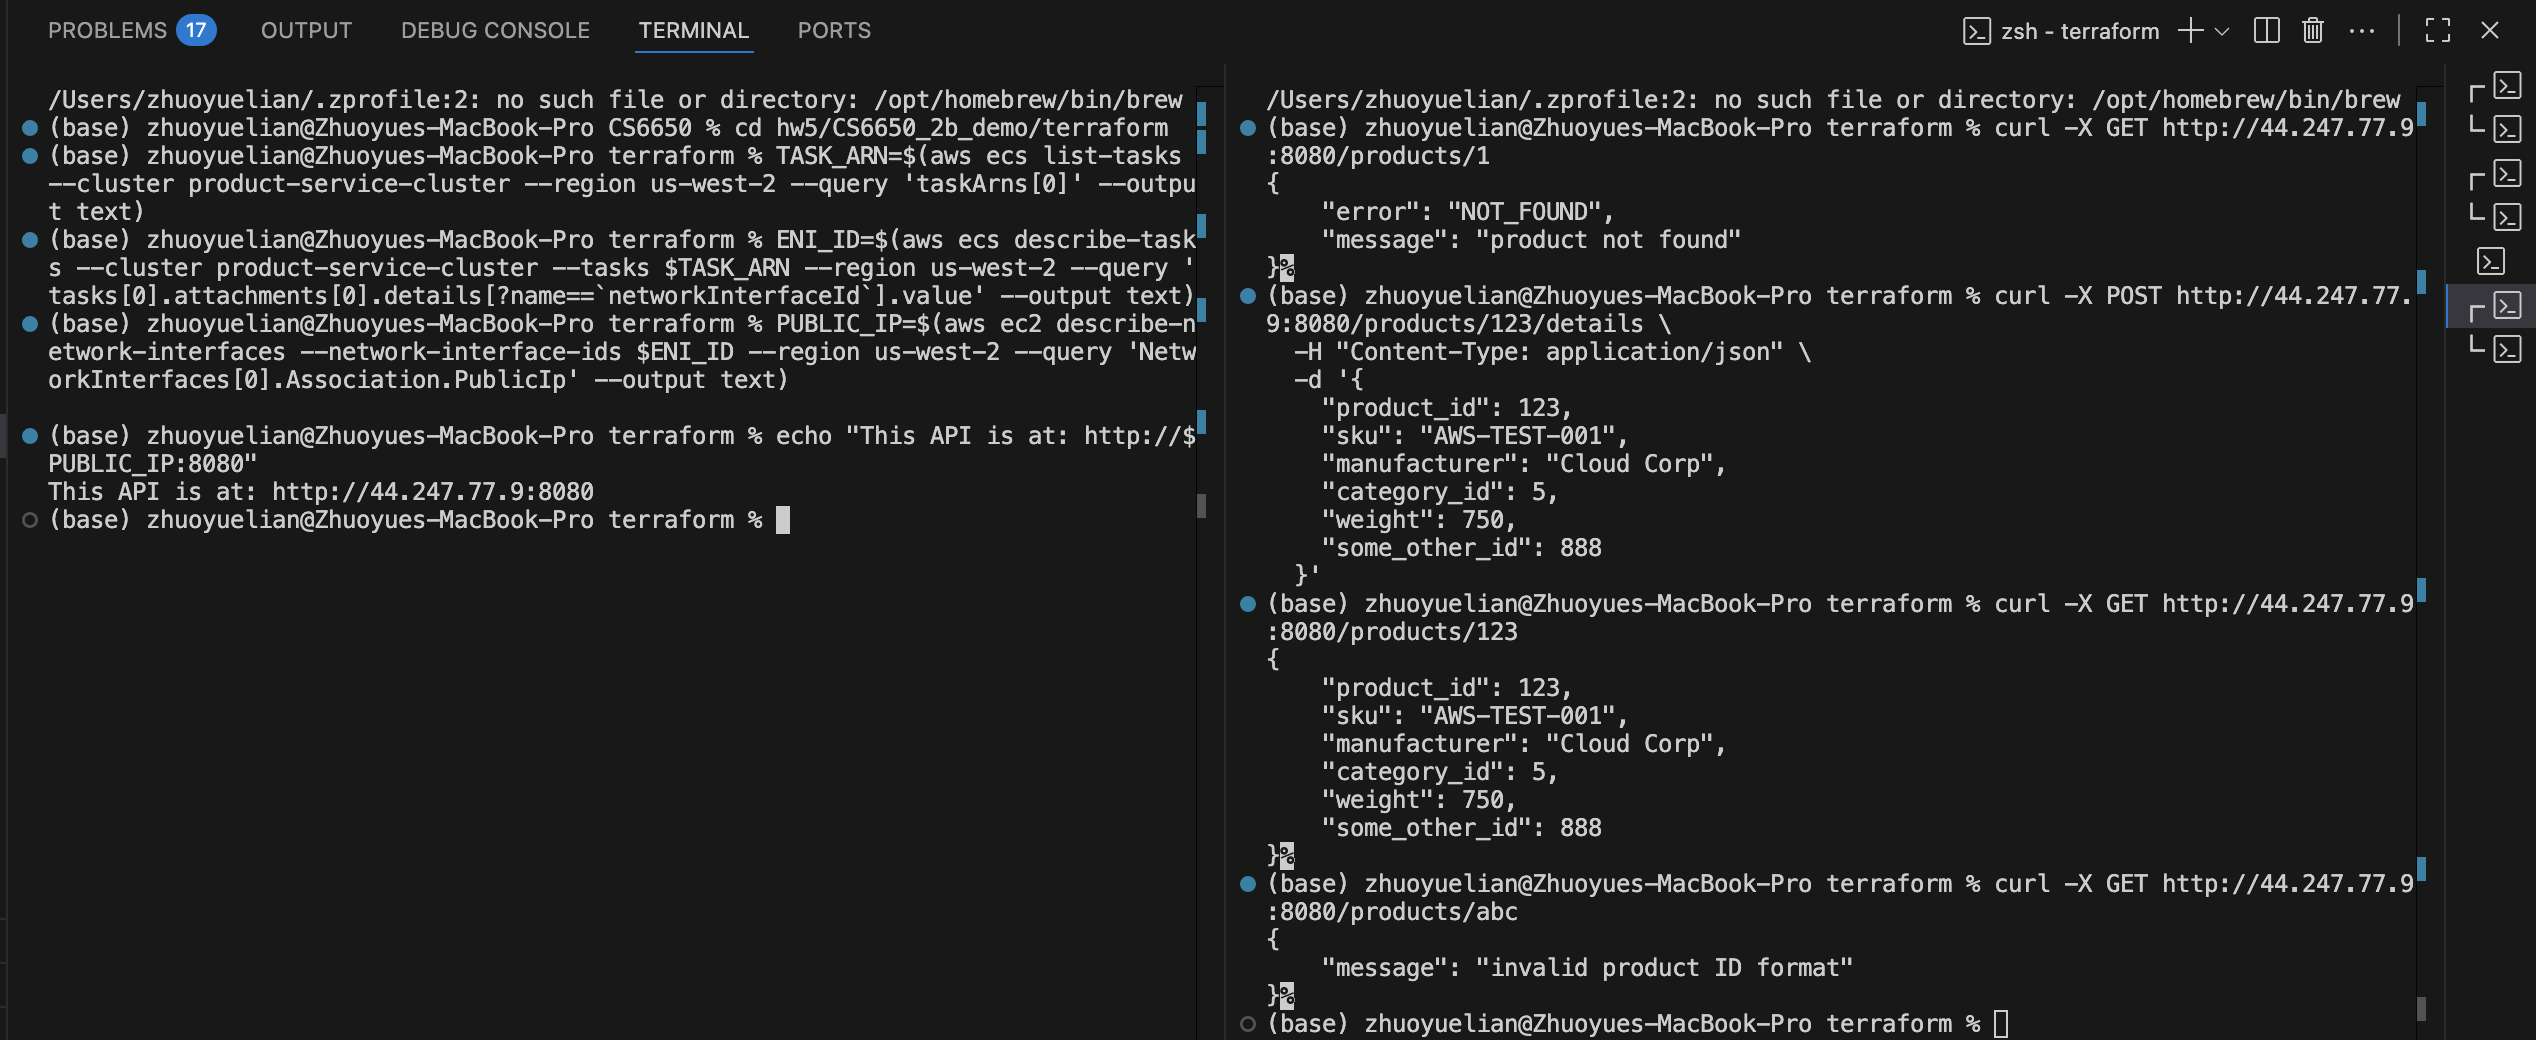 PROBLEMS 17 OUTPUT DEBUG CONSOLE TERMINAL PORTS
zsh - terraform
/Users/zhuoyuelian/.zprofile:2: no such file or directory: /opt/homebrew/bin/brew
(base) zhuoyuelian@Zhuoyues-MacBook-Pro CS6650 % cd hw5/CS6650_2b_demo/terraform
(base) zhuoyuelian@Zhuoyues-MacBook-Pro terraform % TASK_ARN=$(aws ecs list-tasks
--cluster product-service-cluster --region us-west-2 --query 'taskArns[0]' --outpu
t text)
(base) zhuoyuelian@Zhuoyues-MacBook-Pro terraform % ENI_ID=$(aws ecs describe-task
s --cluster product-service-cluster --tasks $TASK_ARN --region us-west-2 --query '
tasks[0].attachments[0].details[?name==`networkInterfaceId`].value' --output text)
(base) zhuoyuelian@Zhuoyues-MacBook-Pro terraform % PUBLIC_IP=$(aws ec2 describe-n
etwork-interfaces --network-interface-ids $ENI_ID --region us-west-2 --query 'Netw
orkInterfaces[0].Association.PublicIp' --output text)
(base) zhuoyuelian@Zhuoyues-MacBook-Pro terraform % echo "This API is at: http://$
PUBLIC_IP:8080"
This API is at: http://44.247.77.9:8080
(base) zhuoyuelian@Zhuoyues-MacBook-Pro terraform %
/Users/zhuoyuelian/.zprofile:2: no such file or directory: /opt/homebrew/bin/brew
(base) zhuoyuelian@Zhuoyues-MacBook-Pro terraform % curl -X GET http://44.247.77.9
:8080/products/1
{
    "error": "NOT_FOUND",
    "message": "product not found"
}%
(base) zhuoyuelian@Zhuoyues-MacBook-Pro terraform % curl -X POST http://44.247.77.
9:8080/products/123/details \
  -H "Content-Type: application/json" \
  -d '{
    "product_id": 123,
    "sku": "AWS-TEST-001",
    "manufacturer": "Cloud Corp",
    "category_id": 5,
    "weight": 750,
    "some_other_id": 888
  }'
(base) zhuoyuelian@Zhuoyues-MacBook-Pro terraform % curl -X GET http://44.247.77.9
:8080/products/123
{
    "product_id": 123,
    "sku": "AWS-TEST-001",
    "manufacturer": "Cloud Corp",
    "category_id": 5,
    "weight": 750,
    "some_other_id": 888
}%
(base) zhuoyuelian@Zhuoyues-MacBook-Pro terraform % curl -X GET http://44.247.77.9
:8080/products/abc
{
    "message": "invalid product ID format"
}%
(base) zhuoyuelian@Zhuoyues-MacBook-Pro terraform %